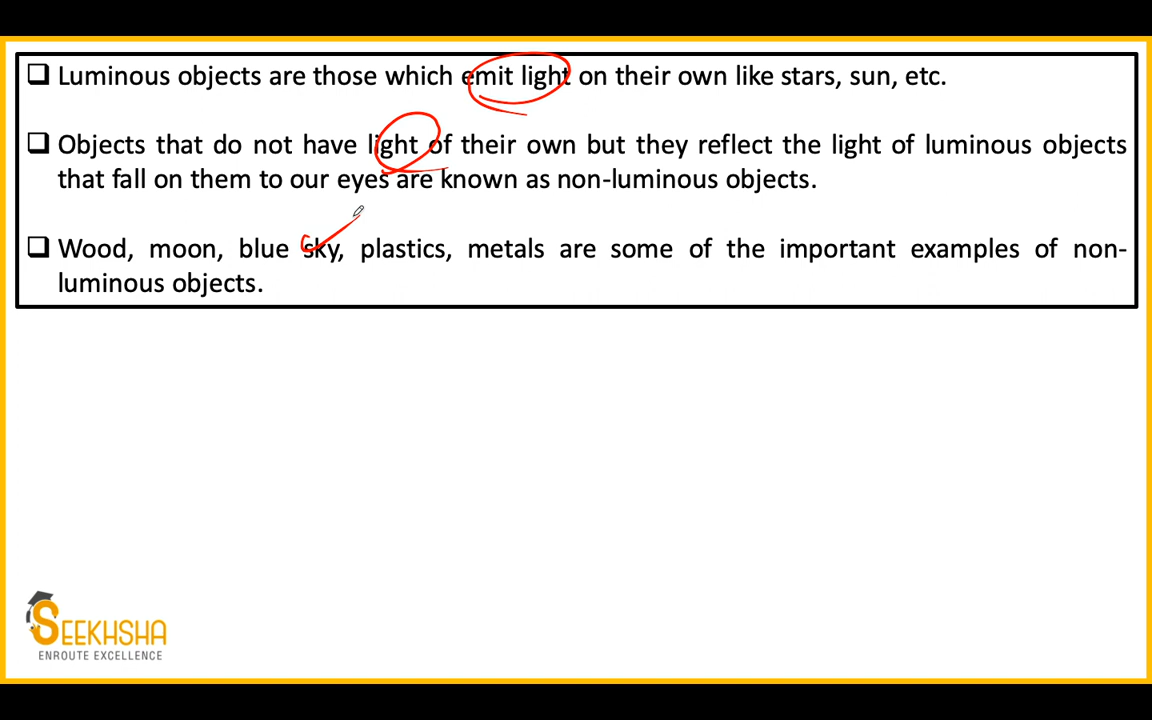 ❑ Luminous objects are those which emit light on their own like stars, sun, etc.
❑ Objects that do not have light of their own but they reflect the light of luminous objects
that fall on them to our eyes are known as non-luminous objects.
❑ Wood, moon, blue sky, plastics, metals are some of the important examples of non-
luminous objects.
SEEKHSHA
ENROUTE EXCELLENCE